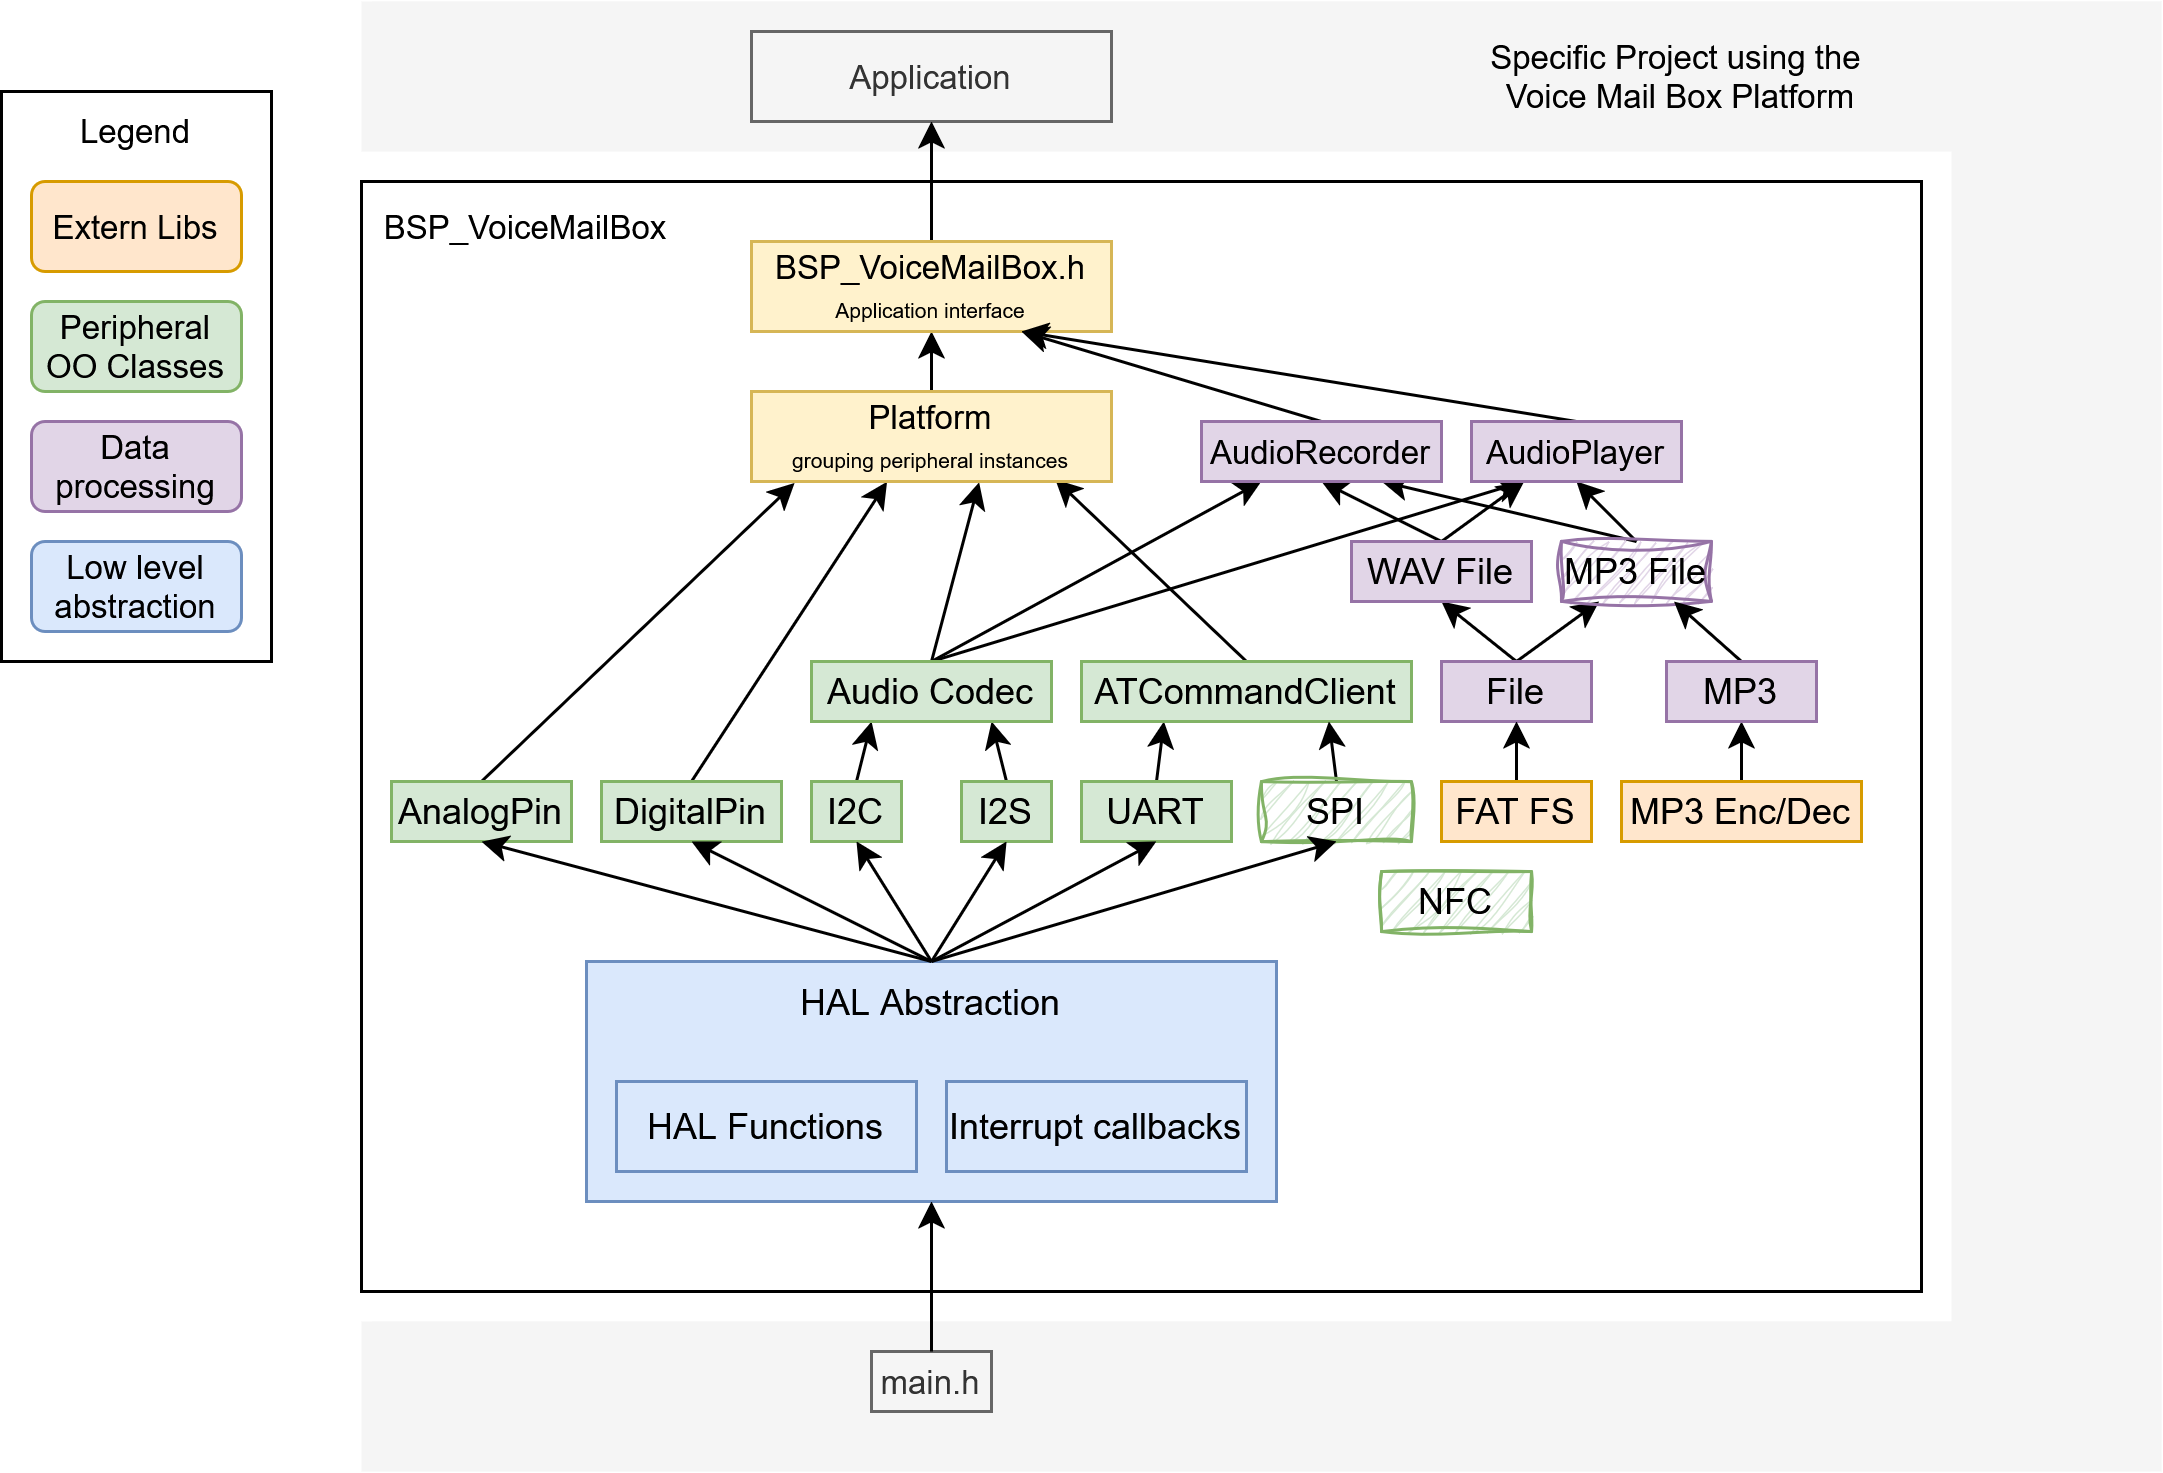 Application
Specific Project using the
Voice Mail Box Platform
Legend
Extern Libs
Peripheral
OO Classes
Data
processing
Low level
abstraction
BSP_VoiceMailBox
BSP_VoiceMailBox.h
Application interface
Platform
grouping peripheral instances
AudioRecorder
AudioPlayer
WAV File
MP3 File
Audio Codec
ATCommandClient
File
MP3
AnalogPin
DigitalPin
I2C
I2S
UART
SPI
FAT FS
MP3 Enc/Dec
NFC
HAL Abstraction
HAL Functions
Interrupt callbacks
main.h